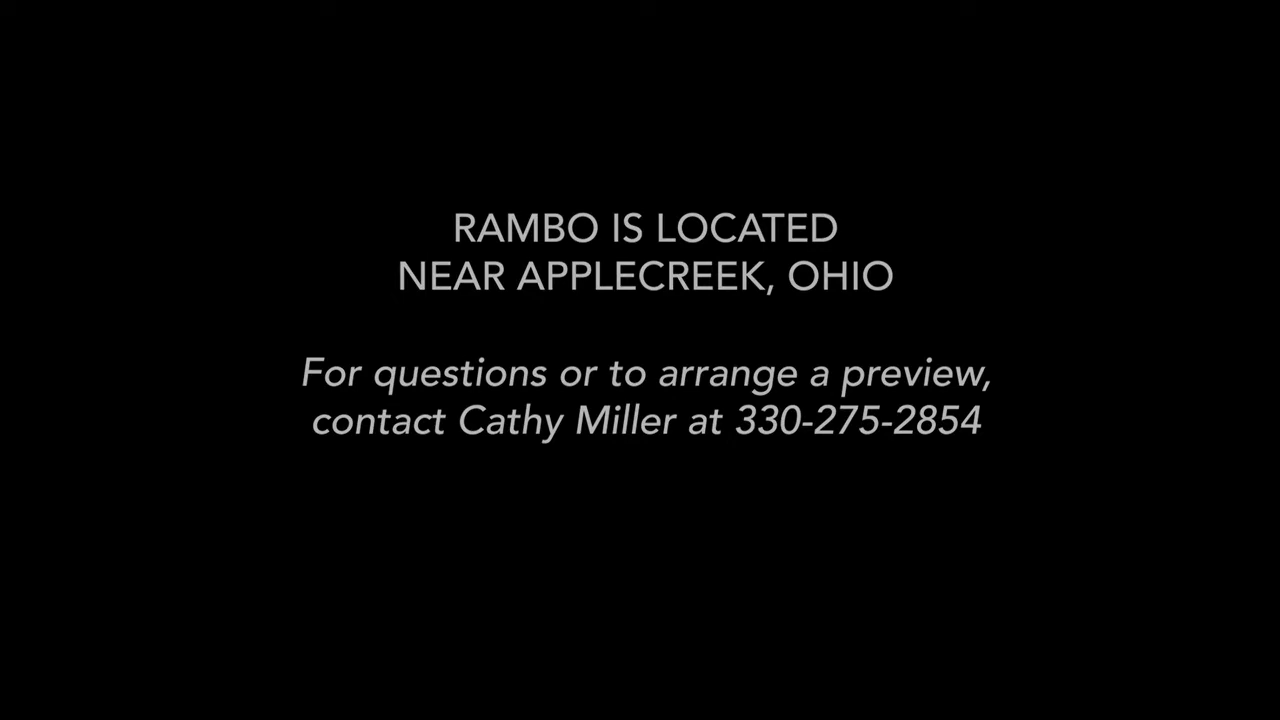 RAMBO IS LOCATED
NEAR APPLECREEK, OHIO
For questions or to arrange a preview,
contact Cathy Miller at 330-275-2854